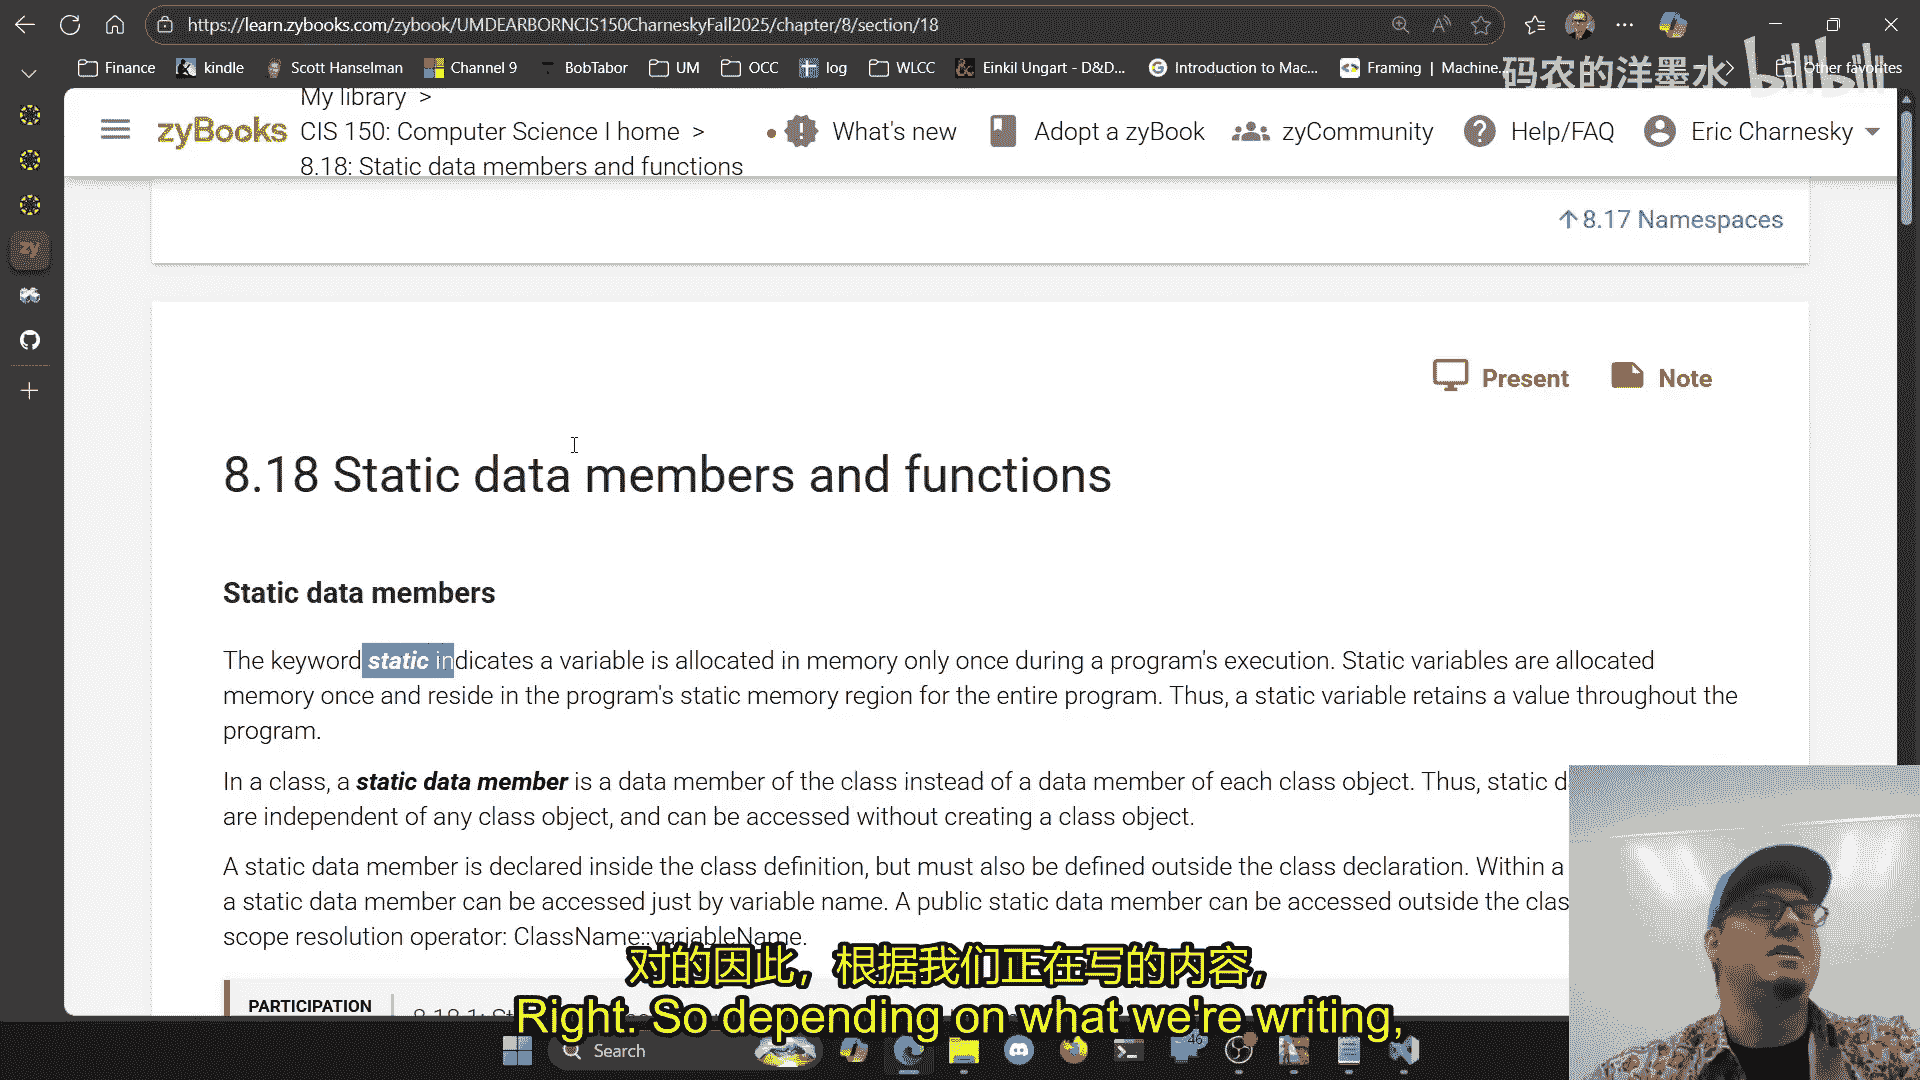 https://learn.zybooks.com/zybook/UMDEARBORNCIS150CharneskyFall2025/chapter/8/section/18
Finance
kindle
Scott Hanselman
Channel 9
BobTabor
UM
OCC
log
WLCC
Einkil Ungart - D&D...
Introduction to Mac...
Framing | Machine...
Other favorites
码农的洋墨水
bilibili
My library >
zyBooks
CIS 150: Computer Science I home >
8.18: Static data members and functions
What's new
Adopt a zyBook
zyCommunity
Help/FAQ
Eric Charnesky
zy
↑8.17 Namespaces
Present
Note
8.18 Static data members and functions
Static data members
The keyword static indicates a variable is allocated in memory only once during a program's execution. Static variables are allocated
memory once and reside in the program's static memory region for the entire program. Thus, a static variable retains a value throughout the
program.
In a class, a static data member is a data member of the class instead of a data member of each class object. Thus, static d
are independent of any class object, and can be accessed without creating a class object.
A static data member is declared inside the class definition, but must also be defined outside the class declaration. Within a
a static data member can be accessed just by variable name. A public static data member can be accessed outside the clas
scope resolution operator: ClassName::variableName.
PARTICIPATION
对的因此，根据我们正在写的内容，
Right. So depending on what we're writing,
Search
46